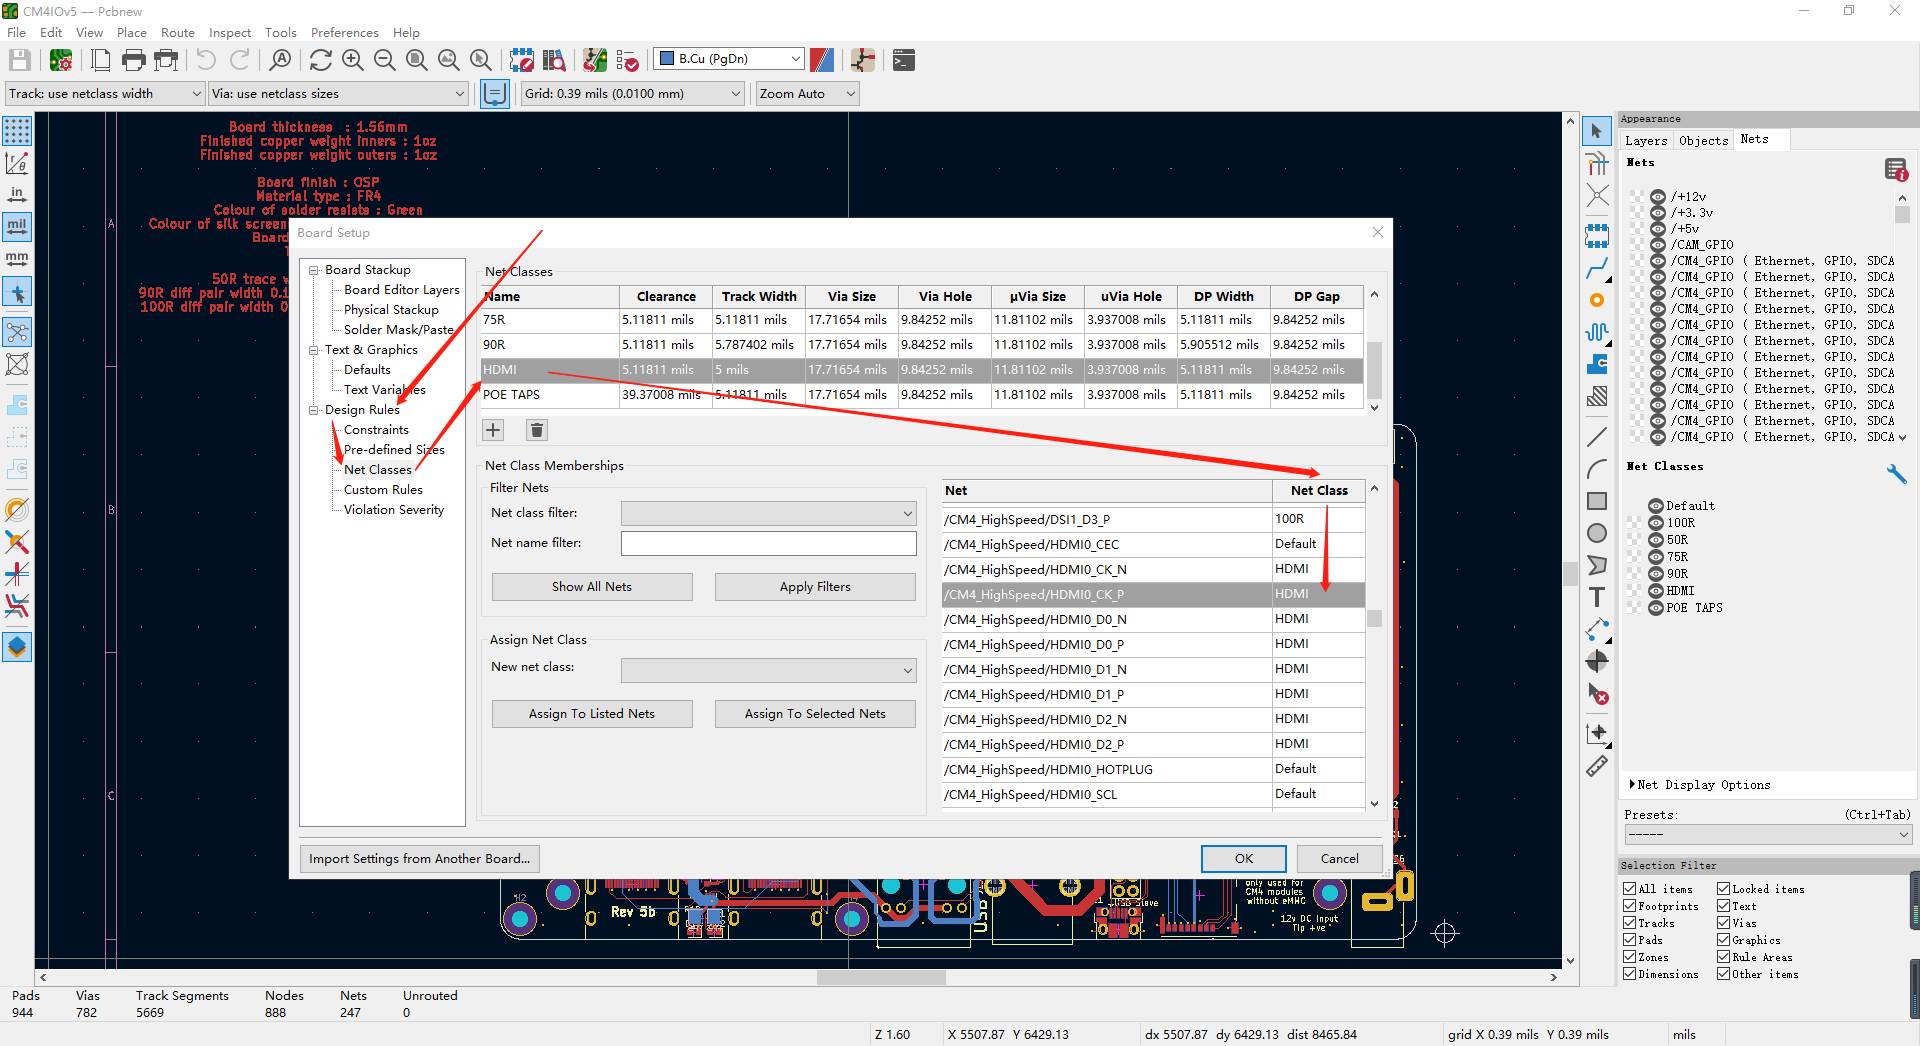 CM4IOv5 — Pcbnew
File Edit View Place Route Inspect Tools Preferences Help
B.Cu (PgDn)
Track: use netclass width
Via: use netclass sizes
Grid: 0.39 mils (0.0100 mm)
Zoom Auto
in
mil
mm
Board thickness : 1.56mm
Finished copper weight inners : 1oz
Finished copper weight outers : 1oz
Board finish : OSP
Material type : FR4
Colour of solder resists : Green
Colour of silk screen
Board
50R trace w
90R diff pair width 0.1
100R diff pair width 0
A
B
C
Board Setup
Board Stackup
Board Editor Layers
Physical Stackup
Solder Mask/Paste
Text & Graphics
Defaults
Text Variables
Design Rules
Constraints
Pre-defined Sizes
Net Classes
Custom Rules
Violation Severity
Net Classes
Name Clearance Track Width Via Size Via Hole µVia Size uVia Hole DP Width DP Gap
75R 5.11811 mils 5.11811 mils 17.71654 mils 9.84252 mils 11.81102 mils 3.937008 mils 5.11811 mils 9.84252 mils
90R 5.11811 mils 5.787402 mils 17.71654 mils 9.84252 mils 11.81102 mils 3.937008 mils 5.905512 mils 9.84252 mils
HDMI 5.11811 mils 5 mils 17.71654 mils 9.84252 mils 11.81102 mils 3.937008 mils 5.11811 mils 9.84252 mils
POE TAPS 39.37008 mils 5.11811 mils 17.71654 mils 9.84252 mils 11.81102 mils 3.937008 mils 5.11811 mils 9.84252 mils
Net Class Memberships
Filter Nets
Net class filter:
Net name filter:
Show All Nets
Apply Filters
Assign Net Class
New net class:
Assign To Listed Nets
Assign To Selected Nets
Net Net Class
/CM4_HighSpeed/DSI1_D3_P 100R
/CM4_HighSpeed/HDMI0_CEC Default
/CM4_HighSpeed/HDMI0_CK_N HDMI
/CM4_HighSpeed/HDMI0_CK_P HDMI
/CM4_HighSpeed/HDMI0_D0_N HDMI
/CM4_HighSpeed/HDMI0_D0_P HDMI
/CM4_HighSpeed/HDMI0_D1_N HDMI
/CM4_HighSpeed/HDMI0_D1_P HDMI
/CM4_HighSpeed/HDMI0_D2_N HDMI
/CM4_HighSpeed/HDMI0_D2_P HDMI
/CM4_HighSpeed/HDMI0_HOTPLUG Default
/CM4_HighSpeed/HDMI0_SCL Default
Import Settings from Another Board...
OK
Cancel
H2
Rev 5b
USB
USB Slave
only used for
CM4 modules
without eMMC
12v DC Input
Tip +ve
Appearance
Layers Objects Nets
Nets
/+12v
/+3.3v
/+5v
/CAM_GPIO
/CM4_GPIO ( Ethernet, GPIO, SDCA
/CM4_GPIO ( Ethernet, GPIO, SDCA
/CM4_GPIO ( Ethernet, GPIO, SDCA
/CM4_GPIO ( Ethernet, GPIO, SDCA
/CM4_GPIO ( Ethernet, GPIO, SDCA
/CM4_GPIO ( Ethernet, GPIO, SDCA
/CM4_GPIO ( Ethernet, GPIO, SDCA
/CM4_GPIO ( Ethernet, GPIO, SDCA
/CM4_GPIO ( Ethernet, GPIO, SDCA
/CM4_GPIO ( Ethernet, GPIO, SDCA
/CM4_GPIO ( Ethernet, GPIO, SDCA
/CM4_GPIO ( Ethernet, GPIO, SDCA
Net Classes
Default
100R
50R
75R
90R
HDMI
POE TAPS
Net Display Options
Presets: (Ctrl+Tab)
-----
Selection Filter
All items Locked items
Footprints Text
Tracks Vias
Pads Graphics
Zones Rule Areas
Dimensions Other items
Pads Vias Track Segments Nodes Nets Unrouted
944 782 5669 888 247 0
Z 1.60 X 5507.87 Y 6429.13 dx 5507.87 dy 6429.13 dist 8465.84 grid X 0.39 mils Y 0.39 mils mils